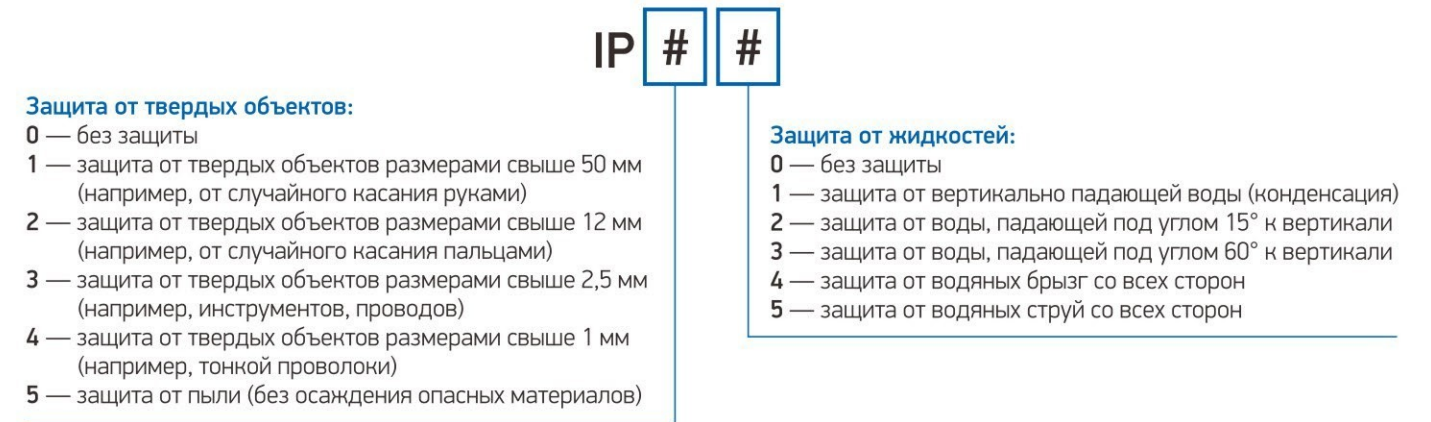 IP # #
Защита от твердых объектов:
0 — без защиты
1 — защита от твердых объектов размерами свыше 50 мм
(например, от случайного касания руками)
2 — защита от твердых объектов размерами свыше 12 мм
(например, от случайного касания пальцами)
3 — защита от твердых объектов размерами свыше 2,5 мм
(например, инструментов, проводов)
4 — защита от твердых объектов размерами свыше 1 мм
(например, тонкой проволоки)
5 — защита от пыли (без осаждения опасных материалов)
Защита от жидкостей:
0 — без защиты
1 — защита от вертикально падающей воды (конденсация)
2 — защита от воды, падающей под углом 15° к вертикали
3 — защита от воды, падающей под углом 60° к вертикали
4 — защита от водяных брызг со всех сторон
5 — защита от водяных струй со всех сторон